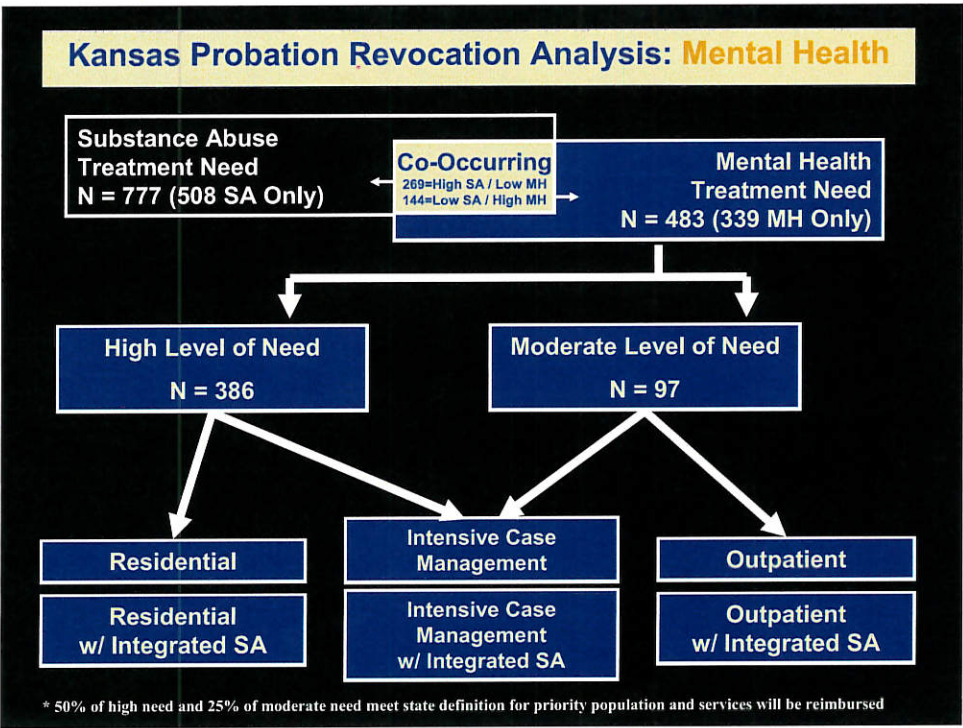 Kansas Probation Revocation Analysis: Mental Health
Substance Abuse
Treatment Need
N = 777 (508 SA Only)
Co-Occurring
269=High SA / Low MH
144=Low SA / High MH
Mental Health
Treatment Need
N = 483 (339 MH Only)
High Level of Need
N = 386
Moderate Level of Need
N = 97
Residential
Residential
w/ Integrated SA
Intensive Case
Management
Intensive Case
Management
w/ Integrated SA
Outpatient
Outpatient
w/ Integrated SA
* 50% of high need and 25% of moderate need meet state definition for priority population and services will be reimbursed